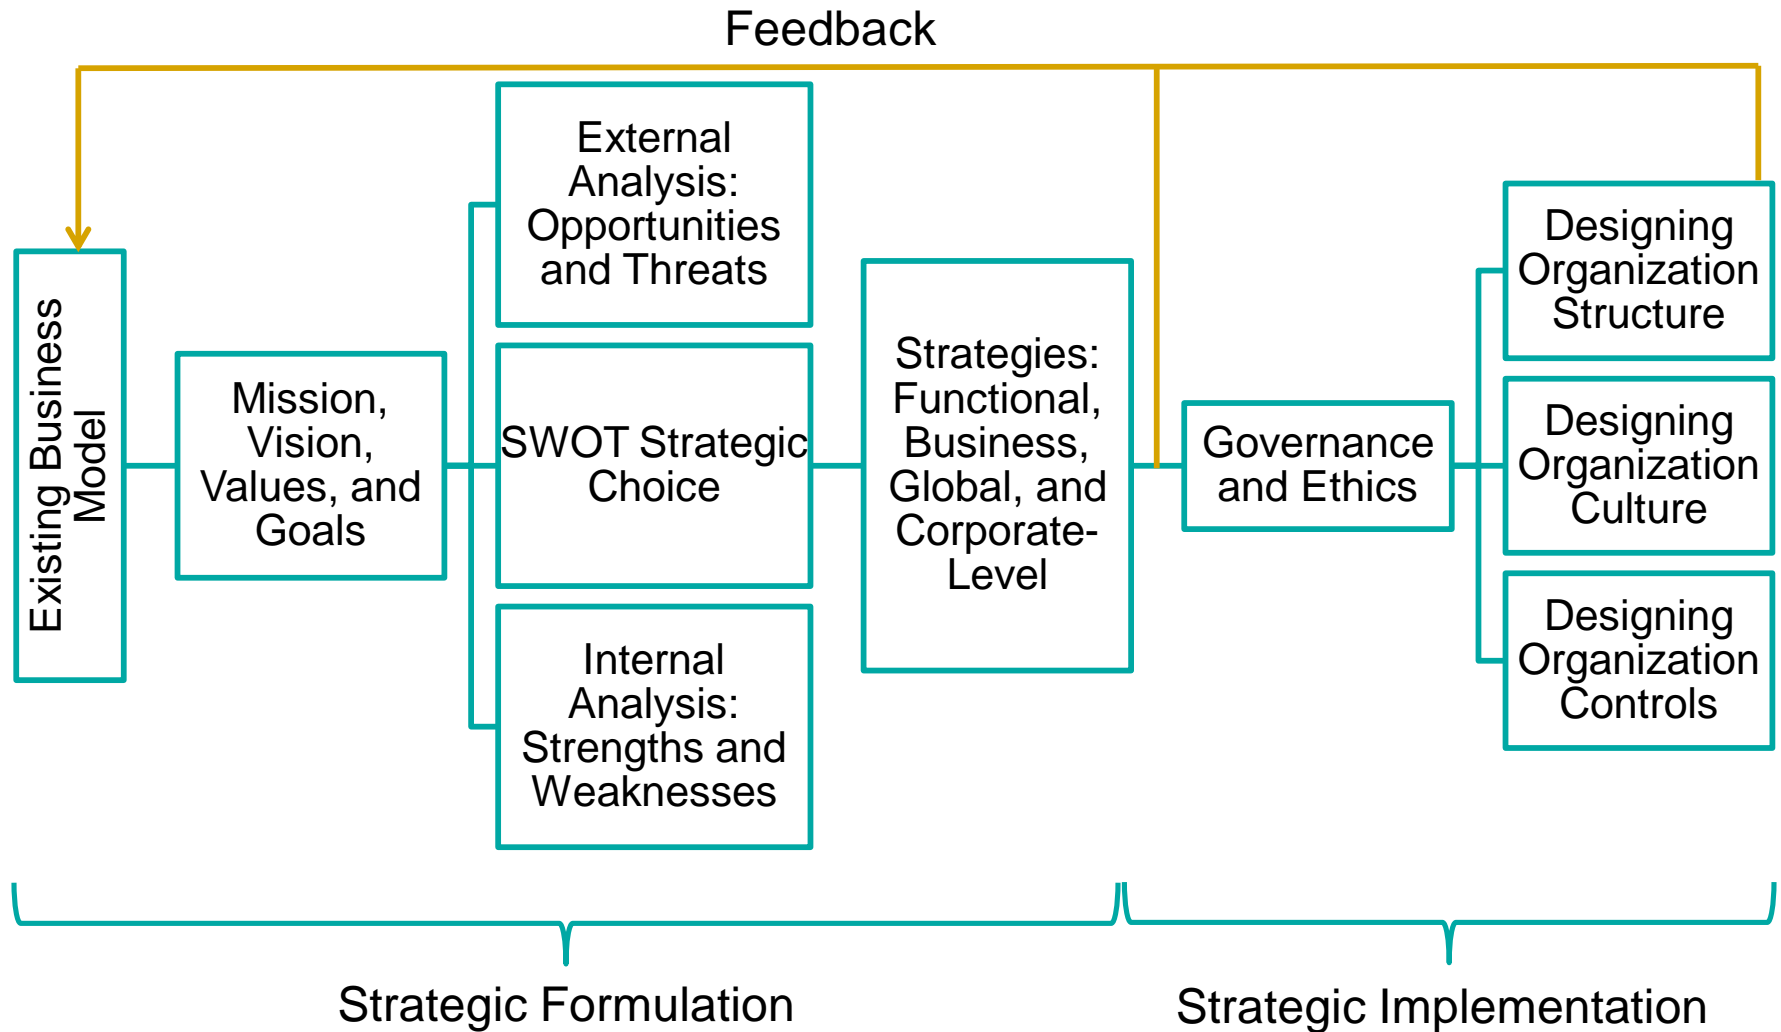 Feedback
Existing Business
Model
Mission,
Vision,
Values, and
Goals
External
Analysis:
Opportunities
and Threats
SWOT Strategic
Choice
Internal
Analysis:
Strengths and
Weaknesses
Strategies:
Functional,
Business,
Global, and
Corporate-
Level
Governance
and Ethics
Designing
Organization
Structure
Designing
Organization
Culture
Designing
Organization
Controls
Strategic Formulation
Strategic Implementation